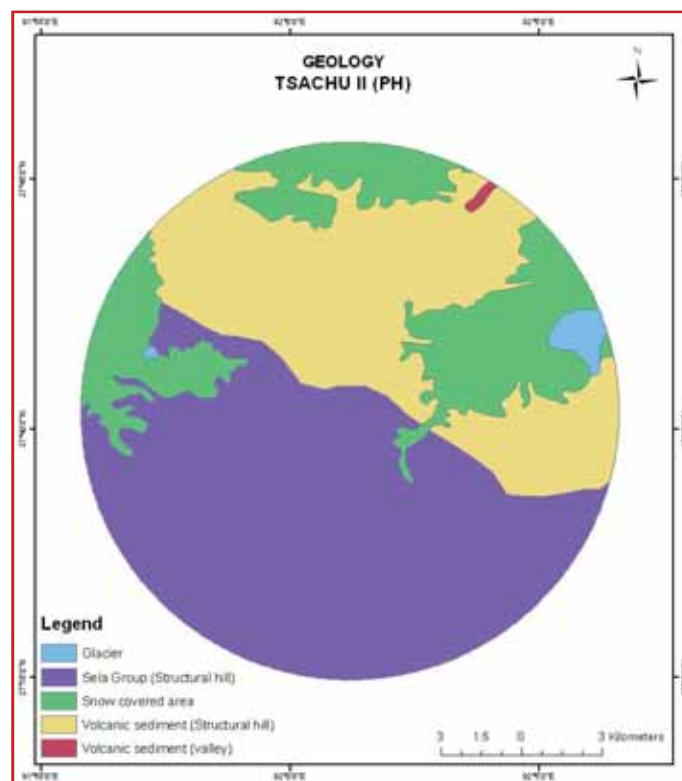 GEOLOGY
TSACHU II (PH)
N
Legend
Glacier
Sela Group (Structural hill)
Snow covered area
Volcanic sediment (Structural hill)
Volcanic sediment (valley)
3 1.5 0 3 Kilometers